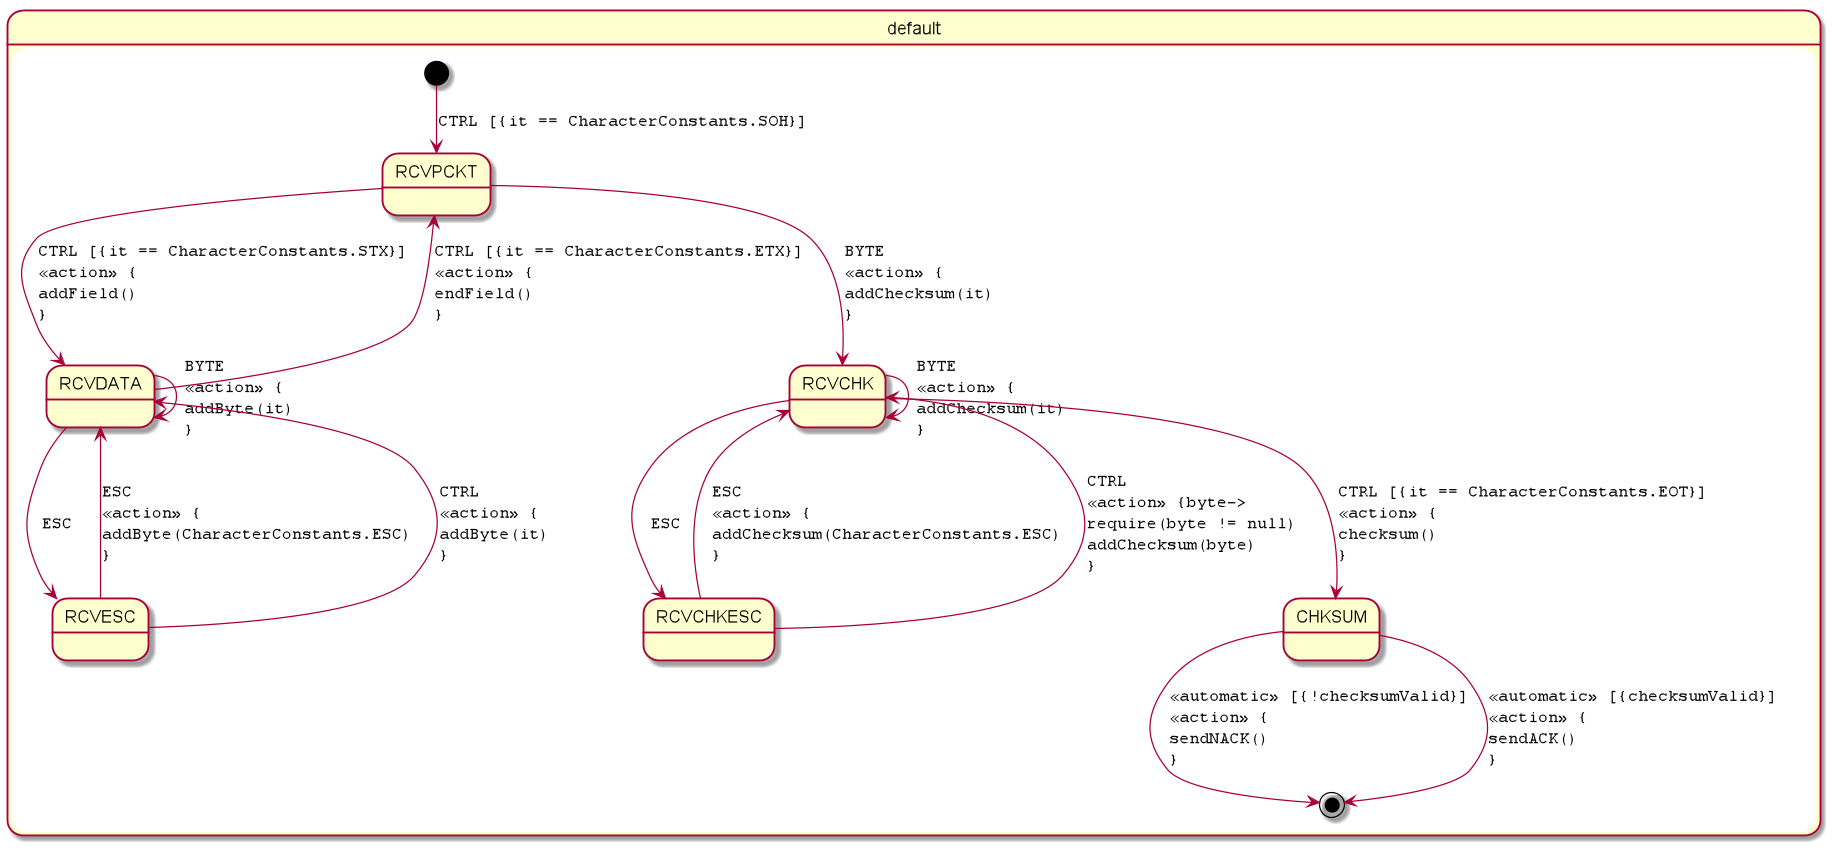 default
CTRL [{it == CharacterConstants.SOH}]
RCVPCKT
CTRL [{it == CharacterConstants.STX}]
«action» {
addField()
}
CTRL [{it == CharacterConstants.ETX}]
«action» {
endField()
}
BYTE
«action» {
addChecksum(it)
}
RCVDATA
BYTE
«action» {
addByte(it)
}
RCVCHK
BYTE
«action» {
addChecksum(it)
}
ESC
ESC
«action» {
addByte(CharacterConstants.ESC)
}
CTRL
«action» {
addByte(it)
}
ESC
ESC
«action» {
addChecksum(CharacterConstants.ESC)
}
CTRL
«action» {byte->
require(byte != null)
addChecksum(byte)
}
CTRL [{it == CharacterConstants.EOT}]
«action» {
checksum()
}
RCVESC
RCVCHKESC
CHKSUM
«automatic» [{!checksumValid}]
«action» {
sendNACK()
}
«automatic» [{checksumValid}]
«action» {
sendACK()
}